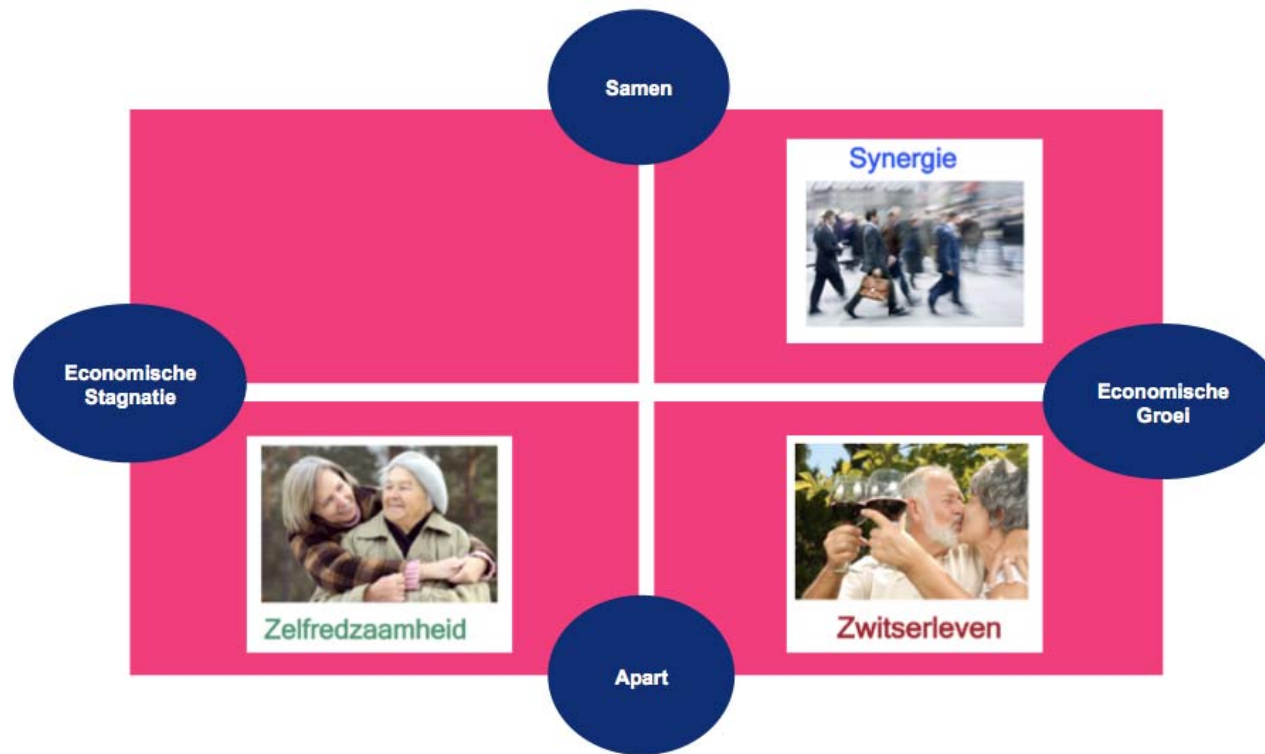 Samen
Synergie
Economische
Stagnatie
Economische
Groei
Zelfredzaamheid
Zwitserleven
Apart